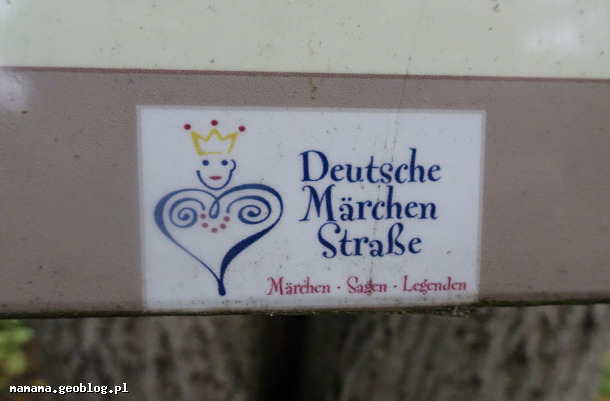 Deutsche
Märchen
Straße
Märchen · Sagen · Legenden
mamama.geoblog.pl